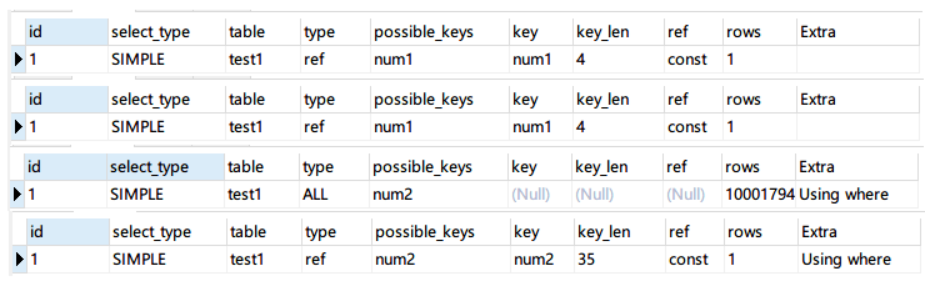 id select_type table type possible_keys key key_len ref rows Extra
1 SIMPLE test1 ref num1 num1 4 const 1
id select_type table type possible_keys key key_len ref rows Extra
1 SIMPLE test1 ref num1 num1 4 const 1
id select_type table type possible_keys key key_len ref rows Extra
1 SIMPLE test1 ALL num2 (Null) (Null) (Null) 10001794 Using where
id select_type table type possible_keys key key_len ref rows Extra
1 SIMPLE test1 ref num2 num2 35 const 1 Using where